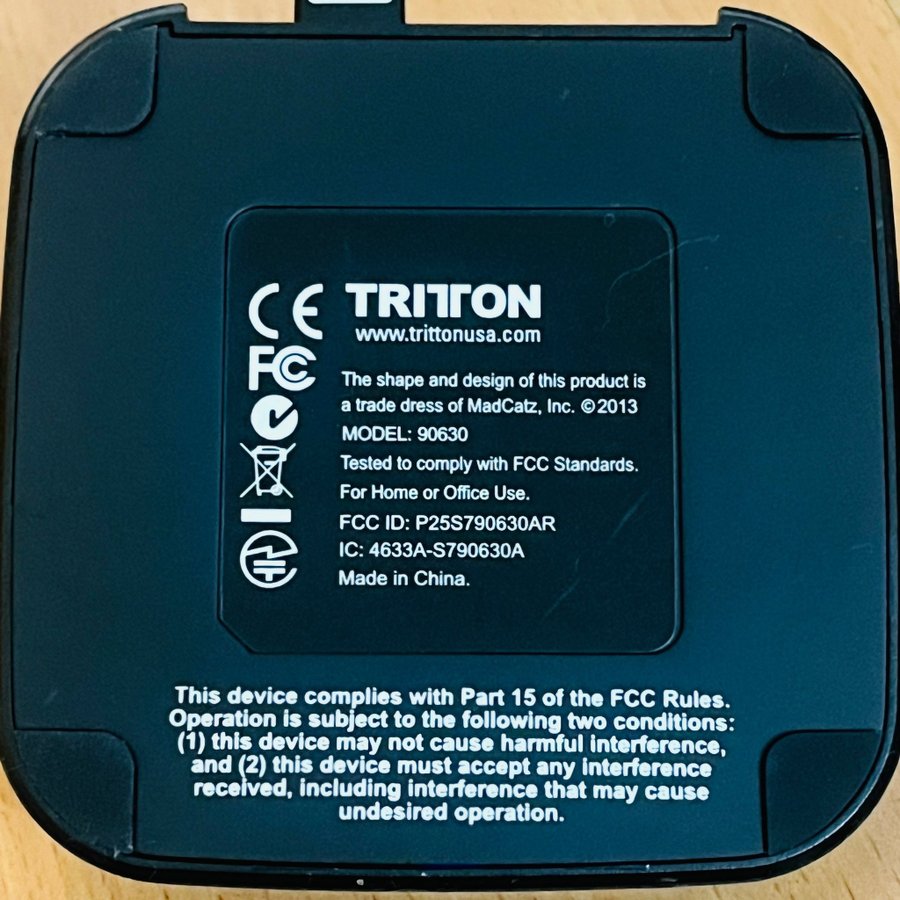 CE
TRITTON
www.trittonusa.com
FC
The shape and design of this product is
a trade dress of MadCatz, Inc. ©2013
MODEL: 90630
Tested to comply with FCC Standards.
For Home or Office Use.
FCC ID: P25S790630AR
IC: 4633A-S790630A
Made in China.
This device complies with Part 15 of the FCC Rules.
Operation is subject to the following two conditions:
(1) this device may not cause harmful interference,
and (2) this device must accept any interference
received, including interference that may cause
undesired operation.